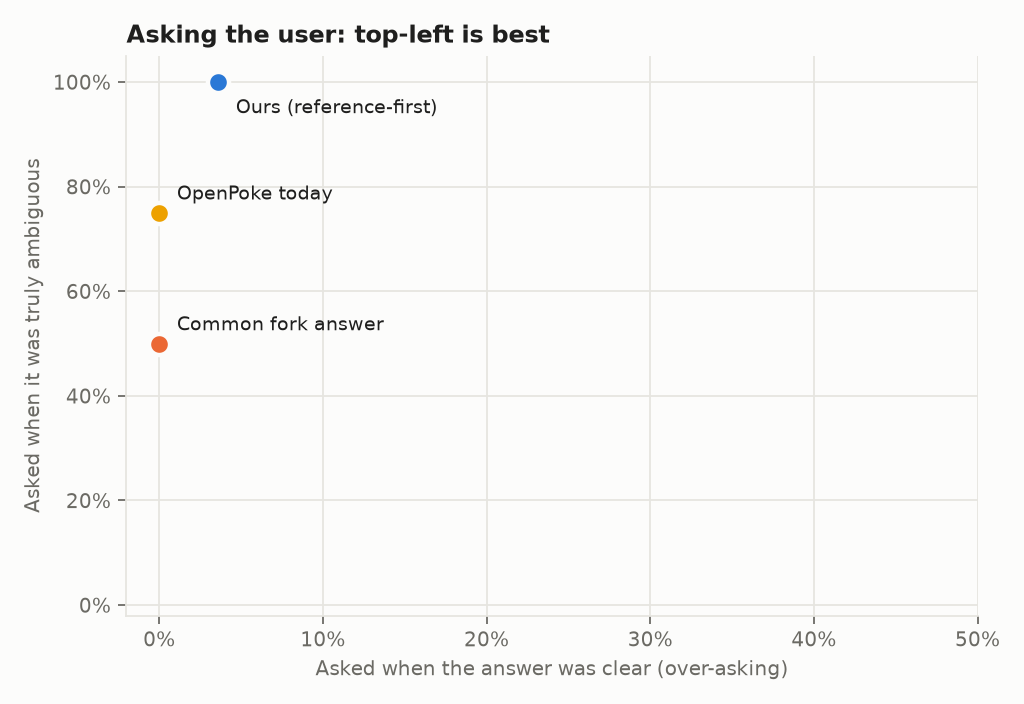 Asking the user: top-left is best
100%
Ours (reference-first)
80%
OpenPoke today
60%
Common fork answer
40%
20%
0%
Asked when it was truly ambiguous
0%
10%
20%
30%
40%
50%
Asked when the answer was clear (over-asking)